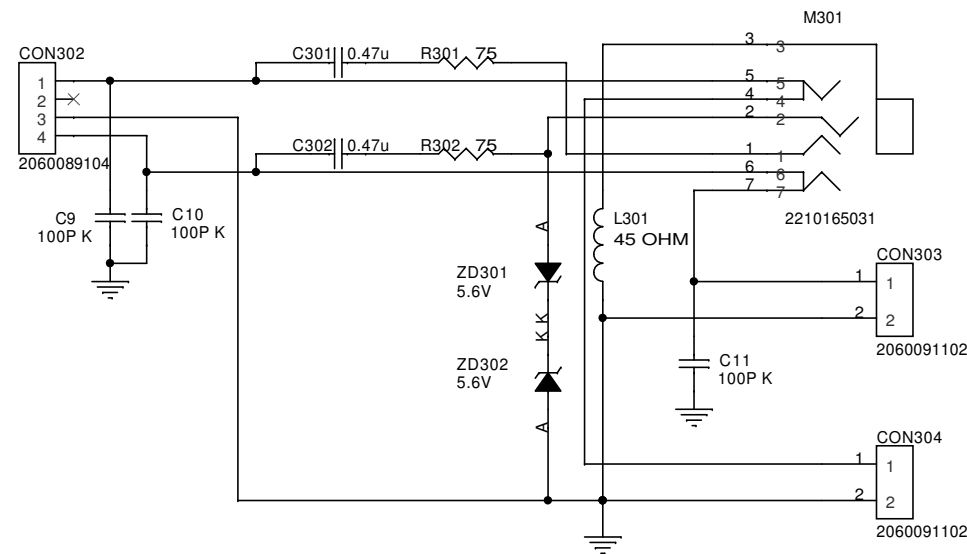 M301
CON302
C301 0.47u
R301 75
3 3
1
2
3
4
5 5
4 4
2 2
C302 0.47u
R302 75
1 1
6 6
7 7
2060089104
C9
100P K
C10
100P K
A
L301
45 OHM
2210165031
CON303
ZD301
5.6V
1 1
K
K
2 2
2060091102
ZD302
5.6V
C11
100P K
A
CON304
1 1
2 2
2060091102